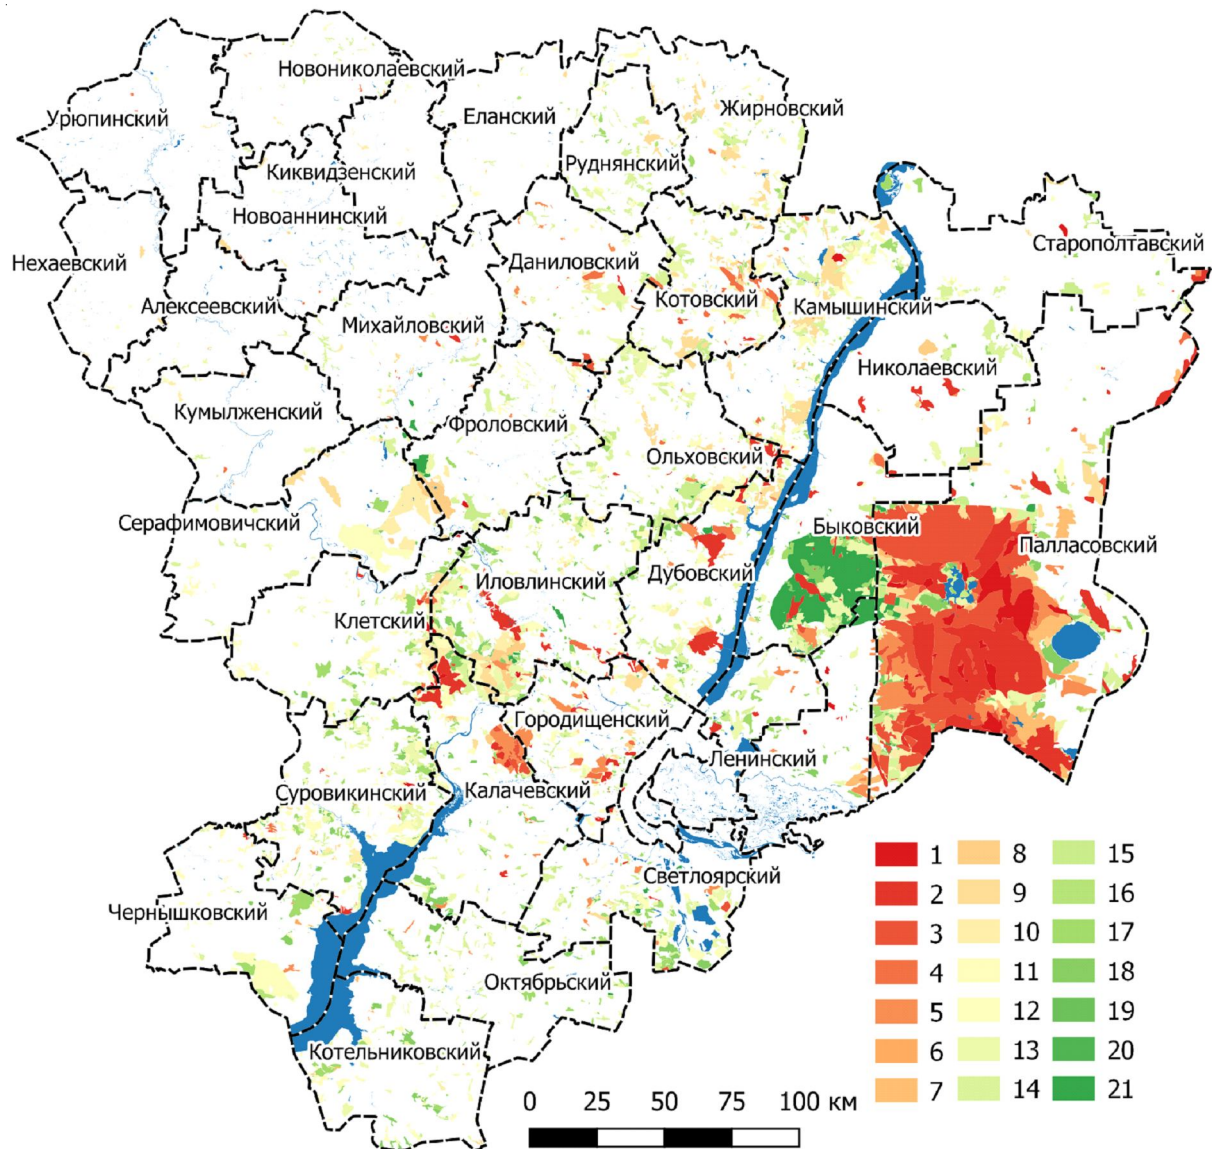 Новониколаевский
Урюпинский
Еланский
Жирновский
Руднянский
Киквидзенский
Новоаннинский
Старополтавский
Нехаевский
Даниловский
Котовский
Алексеевский
Камышинский
Михайловский
Николаевский
Кумылженский
Фроловский
Ольховский
Серафимовичский
Быковский
Палласовский
Иловлинский
Дубовский
Клетский
Городищенский
Ленинский
Суровикинский
Калачевский
Светлоярский
Чернышковский
Октябрьский
Котельниковский
1 8 15
2 9 16
3 10 17
4 11 18
5 12 19
6 13 20
7 14 21
0 25 50 75 100 км